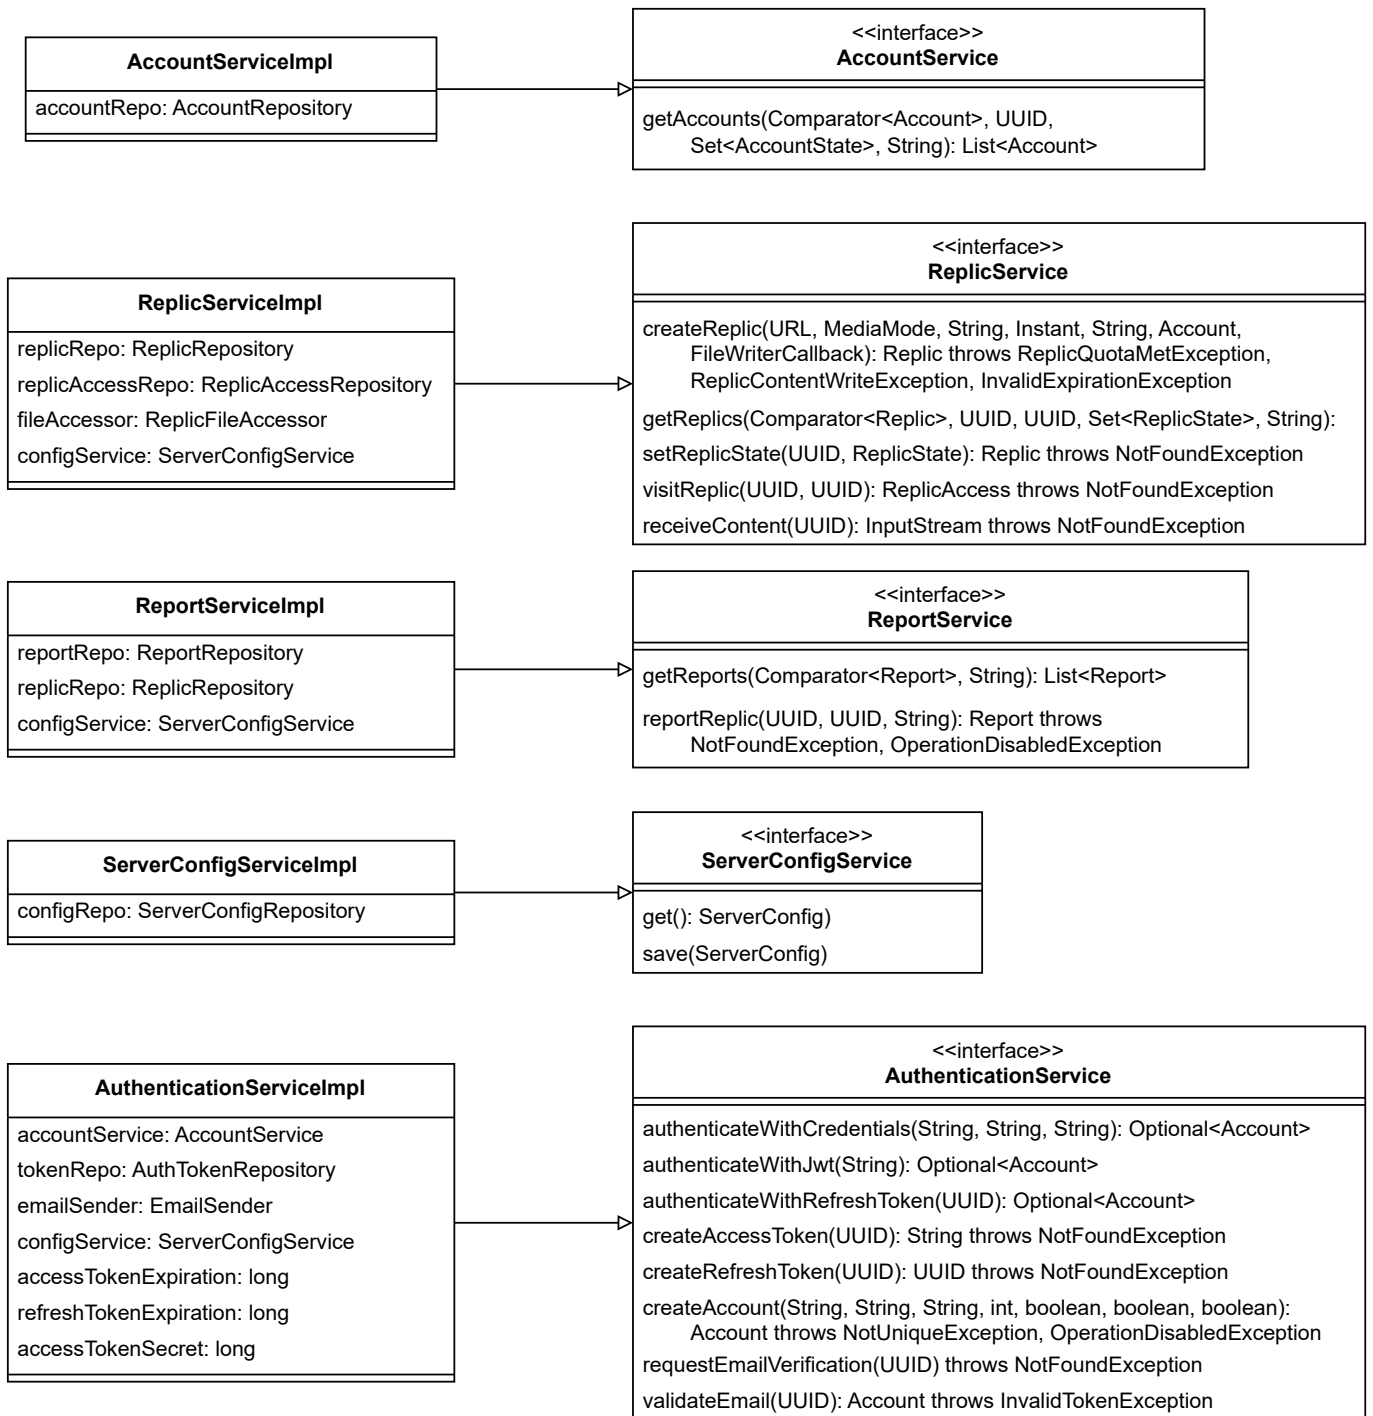 AccountServiceImpl
accountRepo: AccountRepository
<<interface>>
AccountService
getAccounts(Comparator<Account>, UUID,
Set<AccountState>, String): List<Account>
ReplicServiceImpl
replicRepo: ReplicRepository
replicAccessRepo: ReplicAccessRepository
fileAccessor: ReplicFileAccessor
configService: ServerConfigService
<<interface>>
ReplicService
createReplic(URL, MediaMode, String, Instant, String, Account,
FileWriterCallback): Replic throws ReplicQuotaMetException,
ReplicContentWriteException, InvalidExpirationException
getReplics(Comparator<Replic>, UUID, UUID, Set<ReplicState>, String):
setReplicState(UUID, ReplicState): Replic throws NotFoundException
visitReplic(UUID, UUID): ReplicAccess throws NotFoundException
receiveContent(UUID): InputStream throws NotFoundException
ReportServiceImpl
reportRepo: ReportRepository
replicRepo: ReplicRepository
configService: ServerConfigService
<<interface>>
ReportService
getReports(Comparator<Report>, String): List<Report>
reportReplic(UUID, UUID, String): Report throws
NotFoundException, OperationDisabledException
ServerConfigServiceImpl
configRepo: ServerConfigRepository
<<interface>>
ServerConfigService
get(): ServerConfig)
save(ServerConfig)
AuthenticationServiceImpl
accountService: AccountService
tokenRepo: AuthTokenRepository
emailSender: EmailSender
configService: ServerConfigService
accessTokenExpiration: long
refreshTokenExpiration: long
accessTokenSecret: long
<<interface>>
AuthenticationService
authenticateWithCredentials(String, String, String): Optional<Account>
authenticateWithJwt(String): Optional<Account>
authenticateWithRefreshToken(UUID): Optional<Account>
createAccessToken(UUID): String throws NotFoundException
createRefreshToken(UUID): UUID throws NotFoundException
createAccount(String, String, String, int, boolean, boolean, boolean):
Account throws NotUniqueException, OperationDisabledException
requestEmailVerification(UUID) throws NotFoundException
validateEmail(UUID): Account throws InvalidTokenException